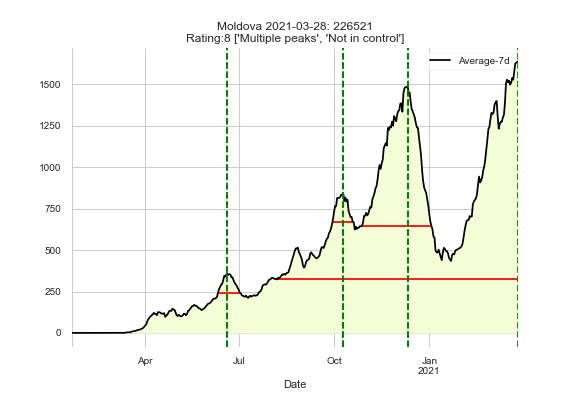 Moldova 2021-03-28: 226521
Rating:8 ['Multiple peaks', 'Not in control']
Average-7d
1500
1250
1000
750
500
250
0
Apr
Jul
Oct
Jan
2021
Date